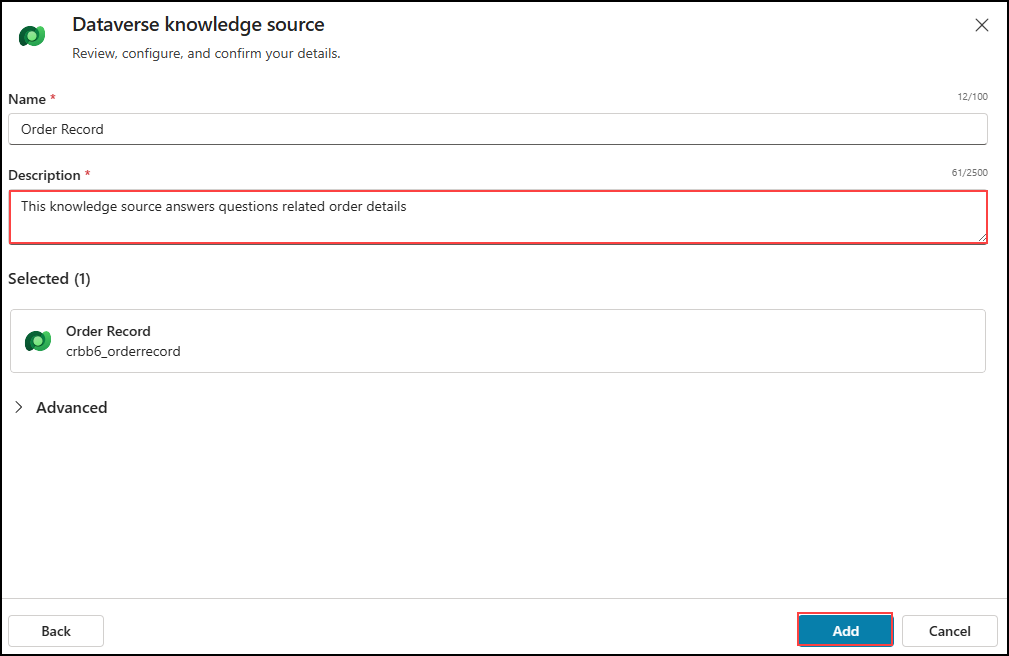 Dataverse knowledge source
Review, configure, and confirm your details.
Name *
12/100
Order Record
Description *
61/2500
This knowledge source answers questions related order details
Selected (1)
Order Record
crbb6_orderrecord
Advanced
Back
Add
Cancel